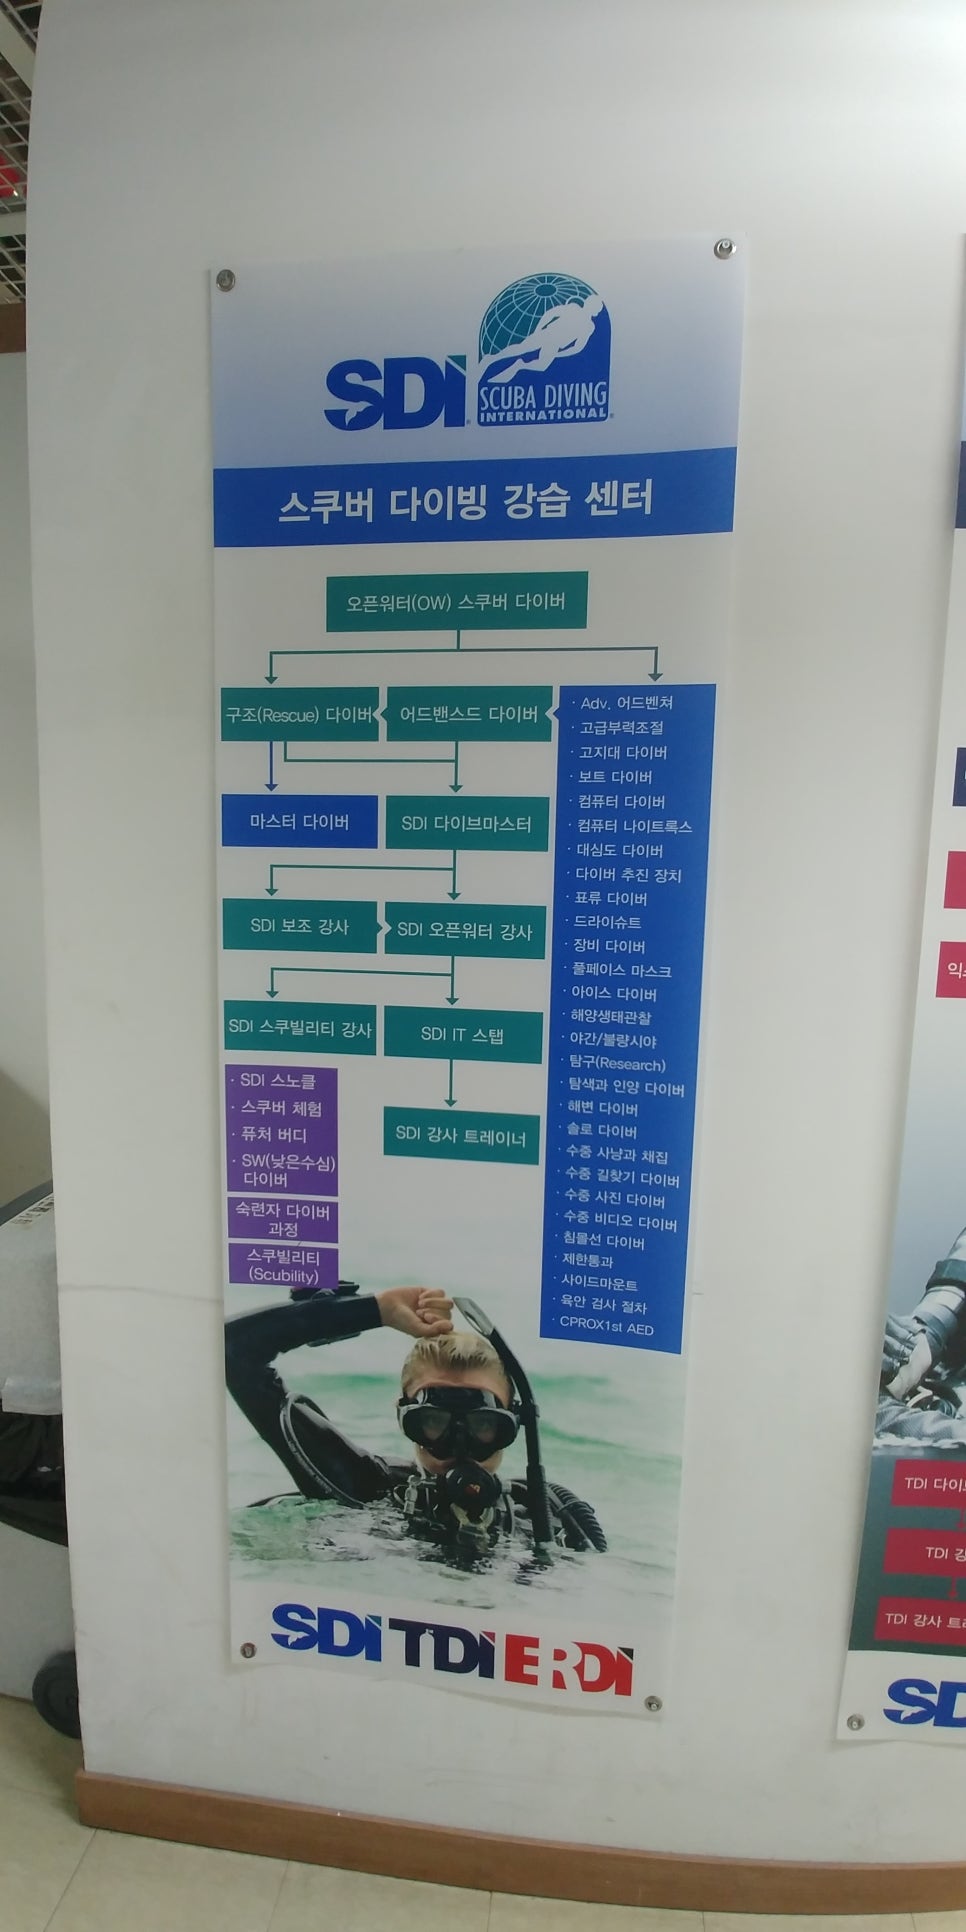 SDI
SCUBA DIVING
INTERNATIONAL
스쿠버 다이빙 강습 센터
오픈워터(OW) 스쿠버 다이버
구조(Rescue) 다이버
어드밴스드 다이버
마스터 다이버
SDI 다이브마스터
SDI 보조 강사
SDI 오픈워터 강사
SDI 스쿠빌리티 강사
SDI IT 스탭
SDI 강사 트레이너
· Adv. 어드벤쳐
· 고급부력조절
· 고지대 다이버
· 보트 다이버
· 컴퓨터 다이버
· 컴퓨터 나이트록스
· 대심도 다이버
· 다이버 추진 장치
· 표류 다이버
· 드라이슈트
· 장비 다이버
· 풀페이스 마스크
· 아이스 다이버
· 해양생태관찰
· 야간/불량시야
· 탐구(Research)
· 탐색과 인양 다이버
· 해변 다이버
· 솔로 다이버
· 수중 사냥과 채집
· 수중 길찾기 다이버
· 수중 사진 다이버
· 수중 비디오 다이버
· 침몰선 다이버
· 제한통과
· 사이드마운트
· 육안 검사 절차
· CPROX1st AED
· SDI 스노클
· 스쿠버 체험
· 퓨처 버디
· SW(낮은수심)
다이버
숙련자 다이버
과정
스쿠빌리티
(Scubility)
SDI TDI ERDI
TDI
TDI
TDI 강사